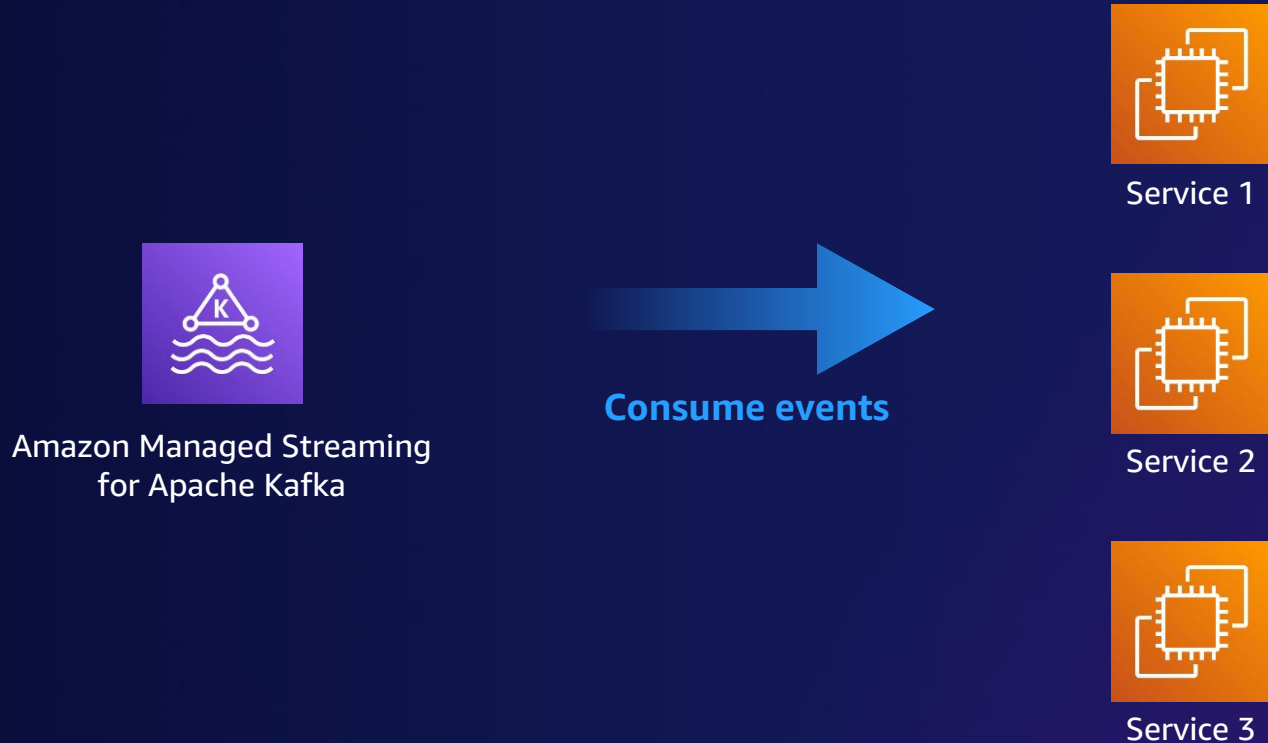 Service 1
K
Consume events
Amazon Managed Streaming
for Apache Kafka
Service 2
Service 3